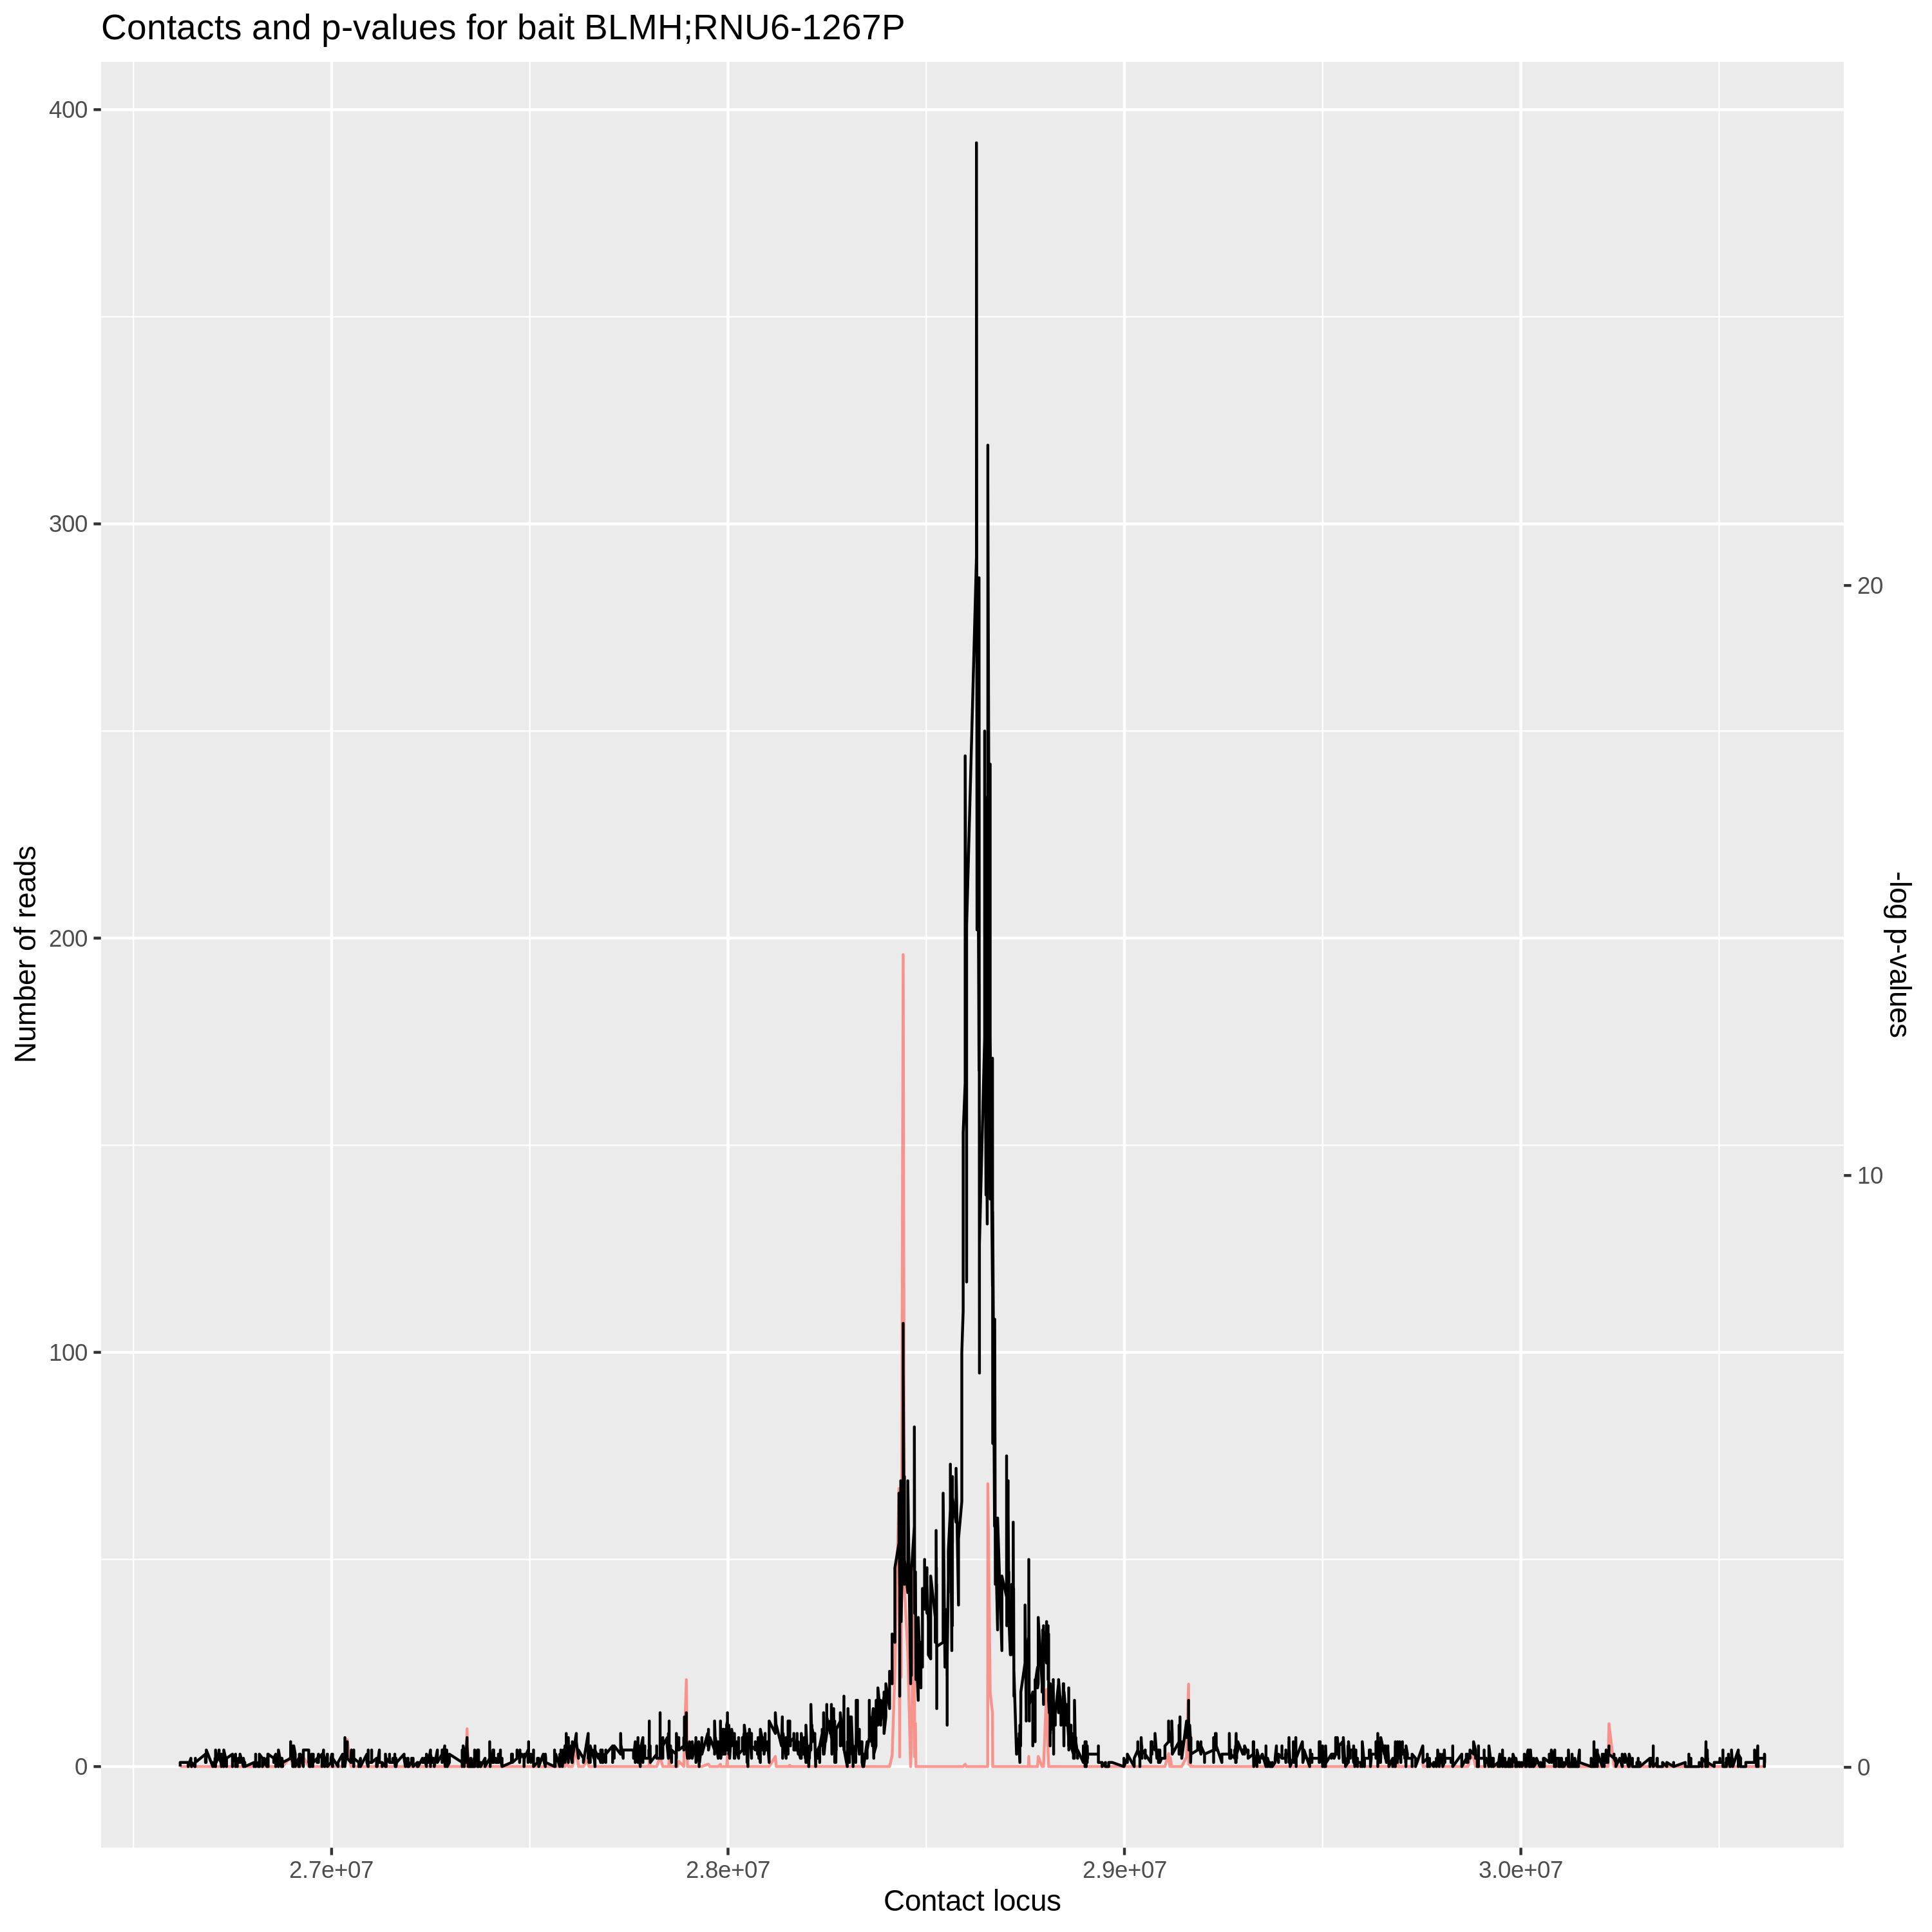 Contacts and p-values for bait BLMH;RNU6-1267P
400
300
200
100
0
Number of reads
20
10
0
-log p-values
2.7e+07
2.8e+07
2.9e+07
3.0e+07
Contact locus